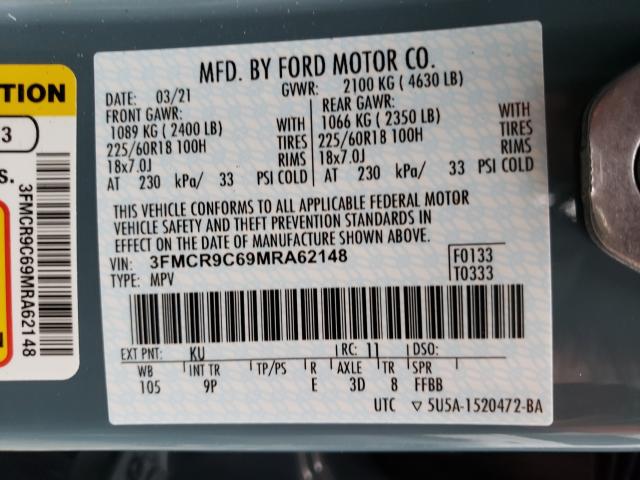 MFD. BY FORD MOTOR CO.
DATE: 03/21 GVWR: 2100 KG ( 4630 LB)
FRONT GAWR: REAR GAWR:
1089 KG ( 2400 LB) WITH 1066 KG ( 2350 LB) WITH
225/60R18 100H TIRES 225/60R18 100H TIRES
18x7.0J RIMS 18x7.0J RIMS
AT 230 kPa/ 33 PSI COLD AT 230 kPa/ 33 PSI COLD
THIS VEHICLE CONFORMS TO ALL APPLICABLE FEDERAL MOTOR
VEHICLE SAFETY AND THEFT PREVENTION STANDARDS IN
EFFECT ON THE DATE OF MANUFACTURE SHOWN ABOVE.
VIN: 3FMCR9C69MRA62148 F0133
TYPE: MPV T0333
EXT PNT: KU RC: 11 DSO:
WB INT TR TP/PS R AXLE TR SPR
105 9P E 3D 8 FFBB
UTC ▽ 5U5A-1520472-BA
TION
3
s.
3FMCR9C69MRA62148